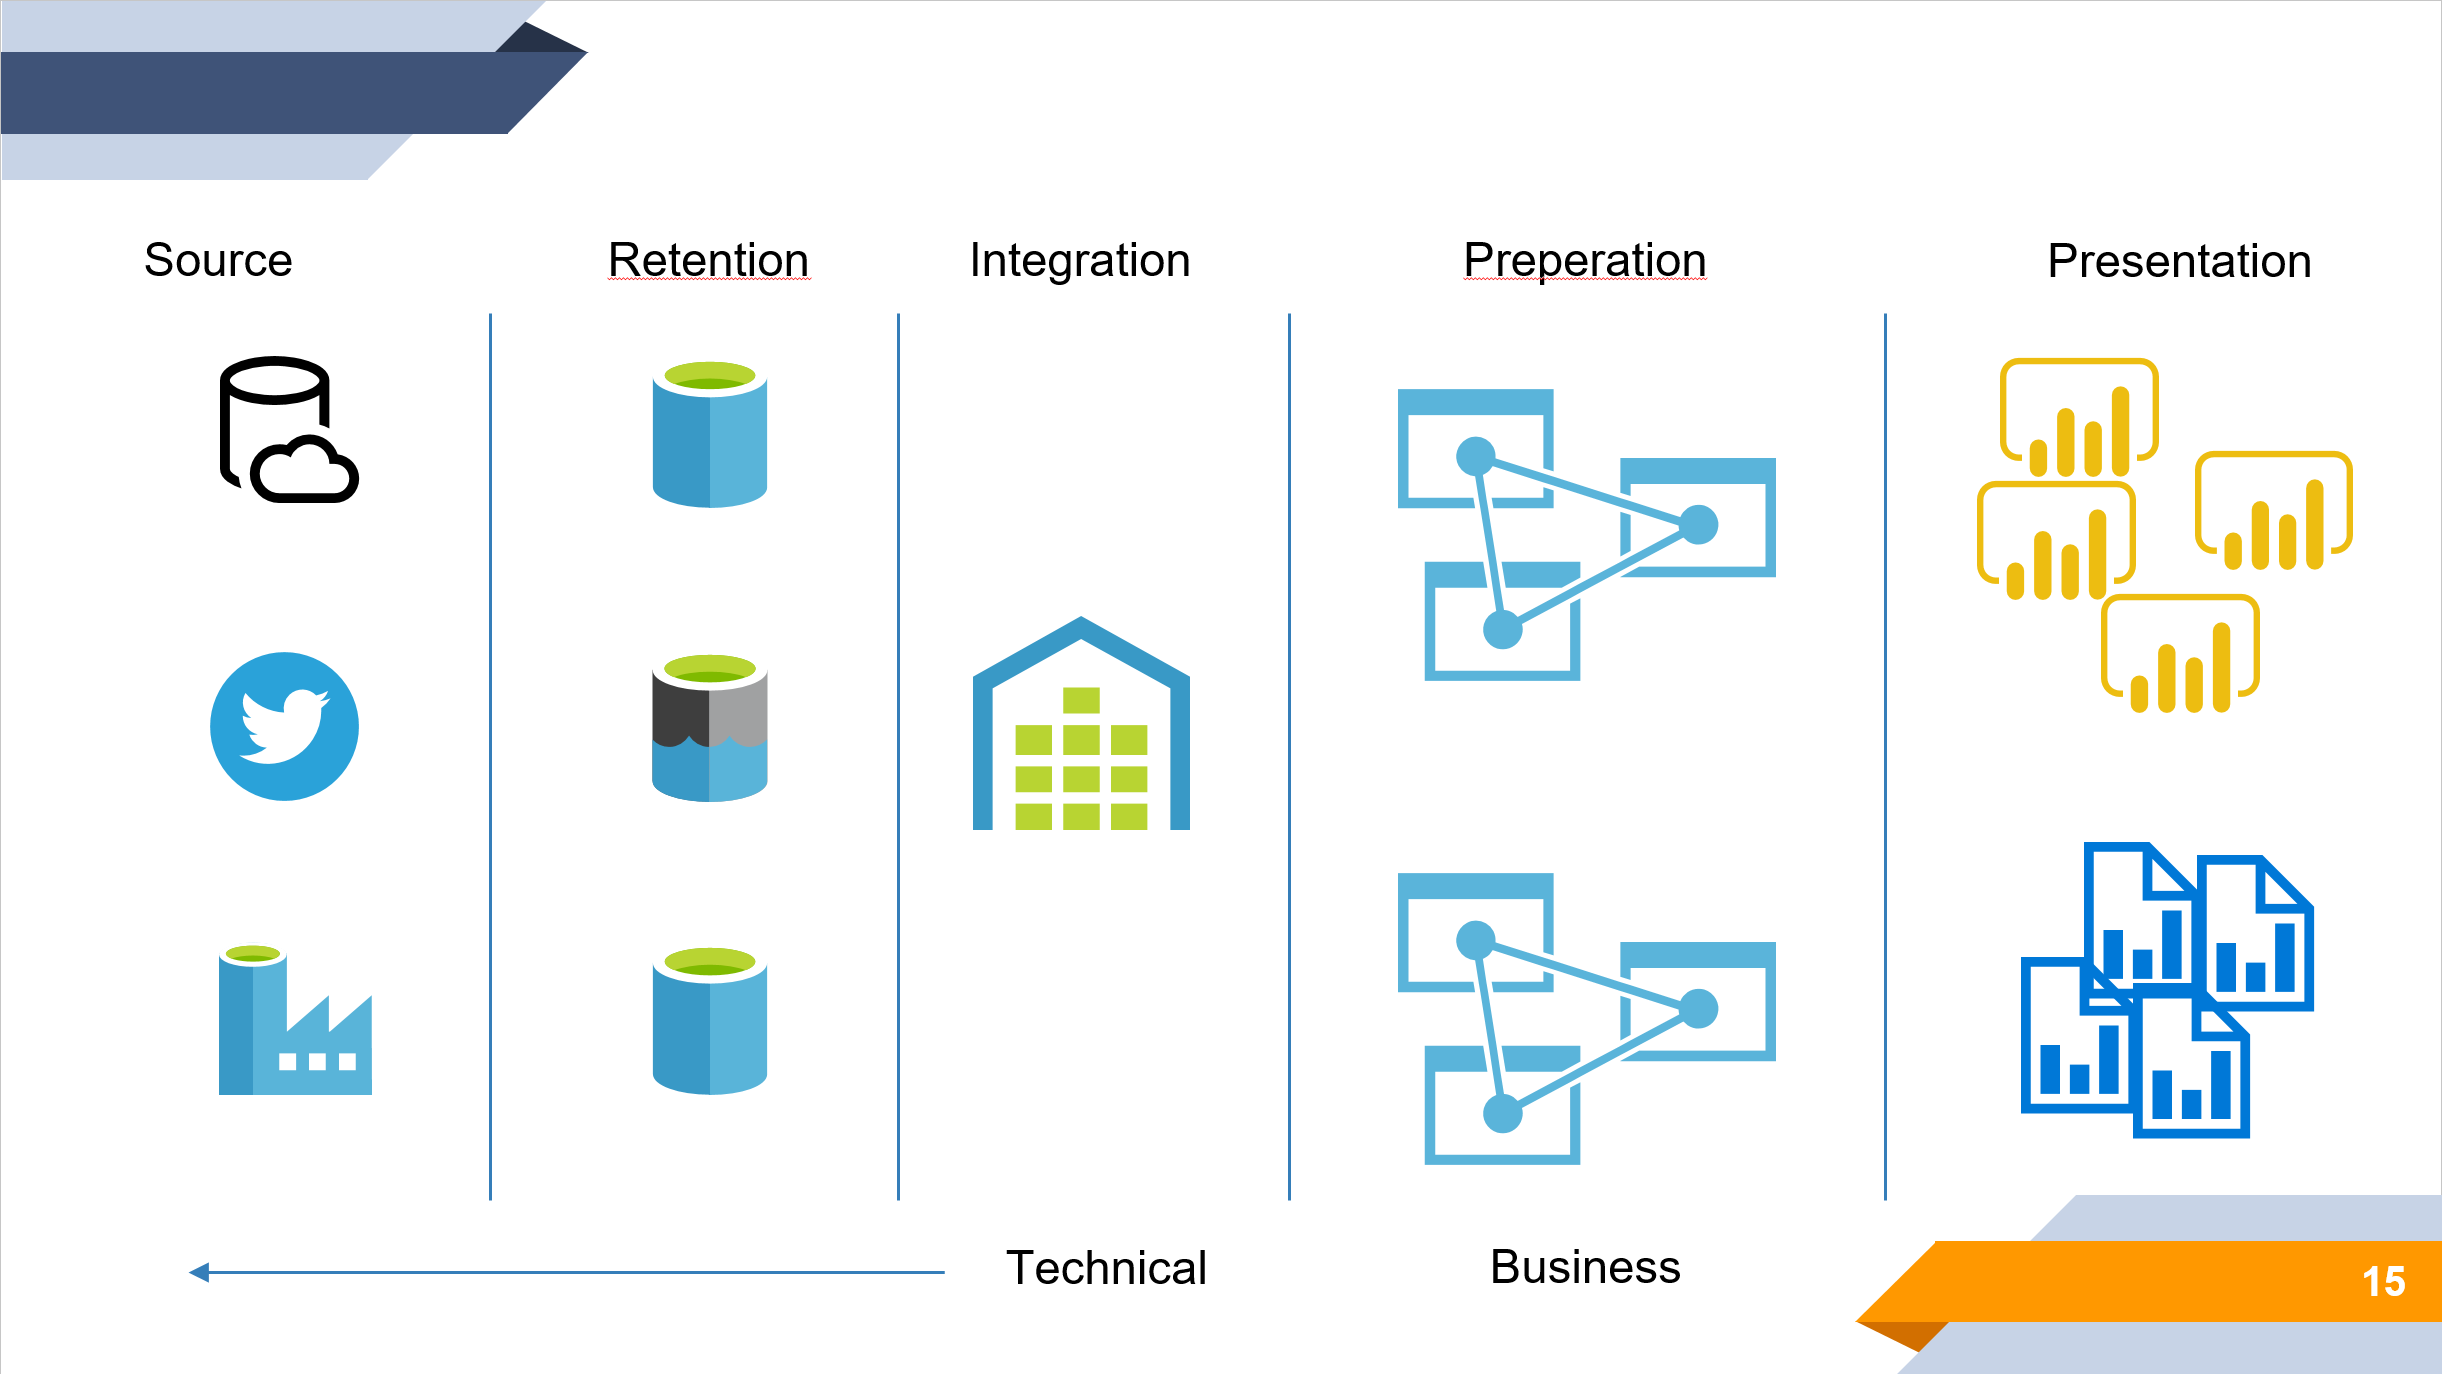 Source
Retention
Integration
Preperation
Presentation
Technical
Business
15